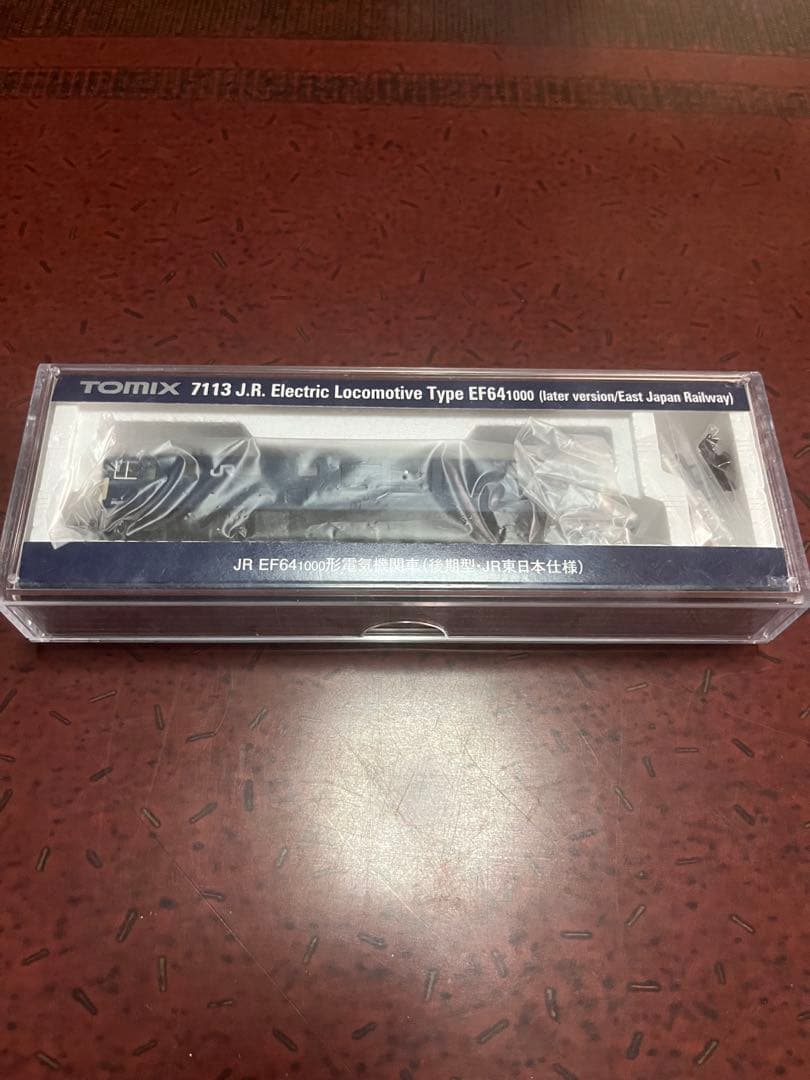 TOMIX 7113 J.R. Electric Locomotive Type EF641000 (later version/East Japan Railway)
JR
JR EF641000形電気機関車(後期型・JR東日本仕様)